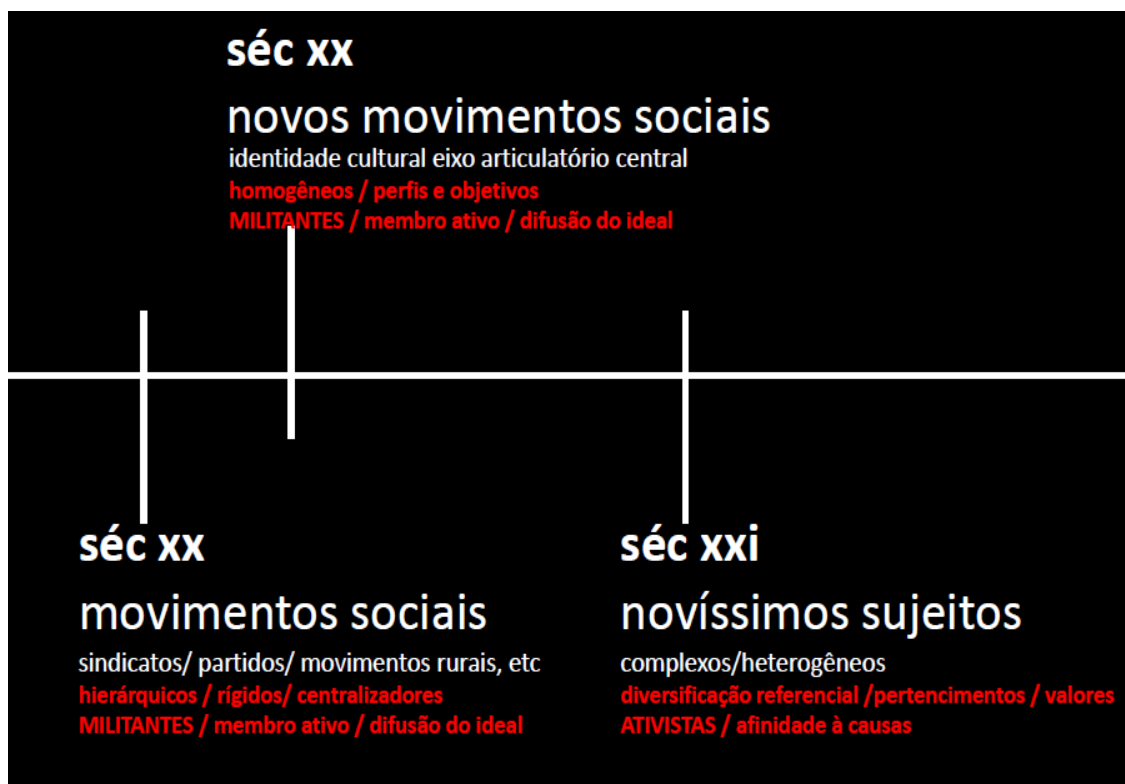 séc xx
novos movimentos sociais
identidade cultural eixo articulatório central
homogêneos / perfis e objetivos
MILITANTES / membro ativo / difusão do ideal
séc xx
movimentos sociais
sindicatos/ partidos/ movimentos rurais, etc
hierárquicos / rígidos/ centralizadores
MILITANTES / membro ativo / difusão do ideal
séc xxi
novíssimos sujeitos
complexos/heterogêneos
diversificação referencial /pertencimentos / valores
ATIVISTAS / afinidade à causas